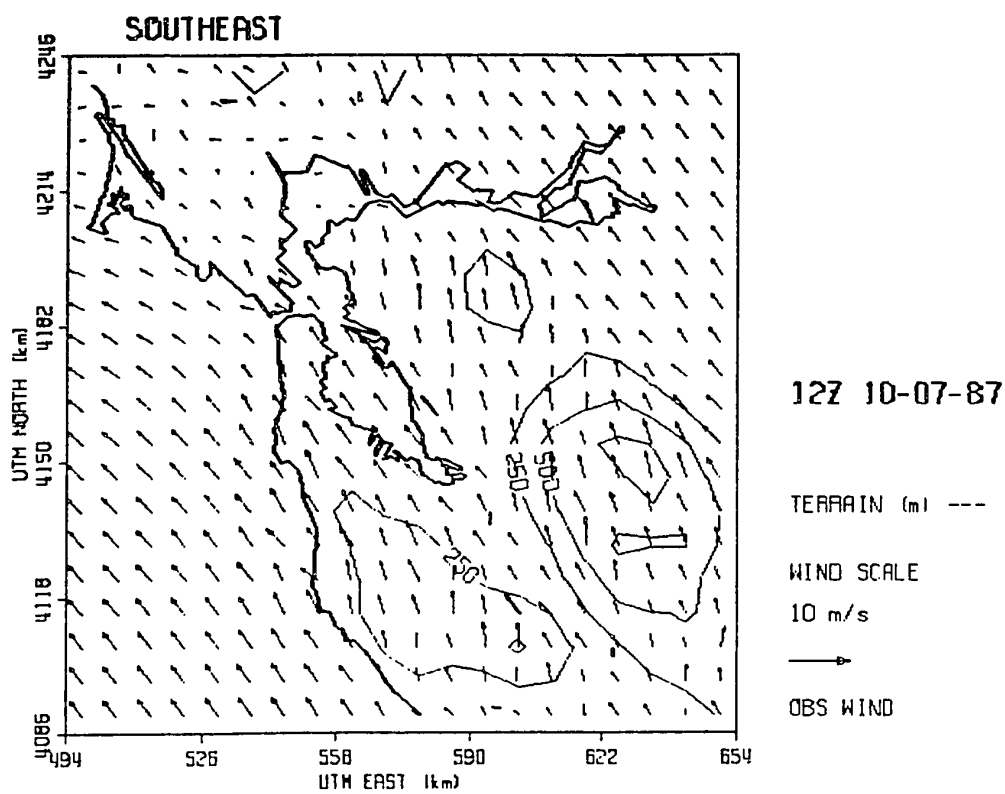 SOUTHEAST
4246
4214
4182
4150
4118
4086
UTM NORTH (km)
494
526
558
590
622
654
UTM EAST (km)
250
500
250
12Z 10-07-87
TERRAIN (m) ---
WIND SCALE
10 m/s
OBS WIND